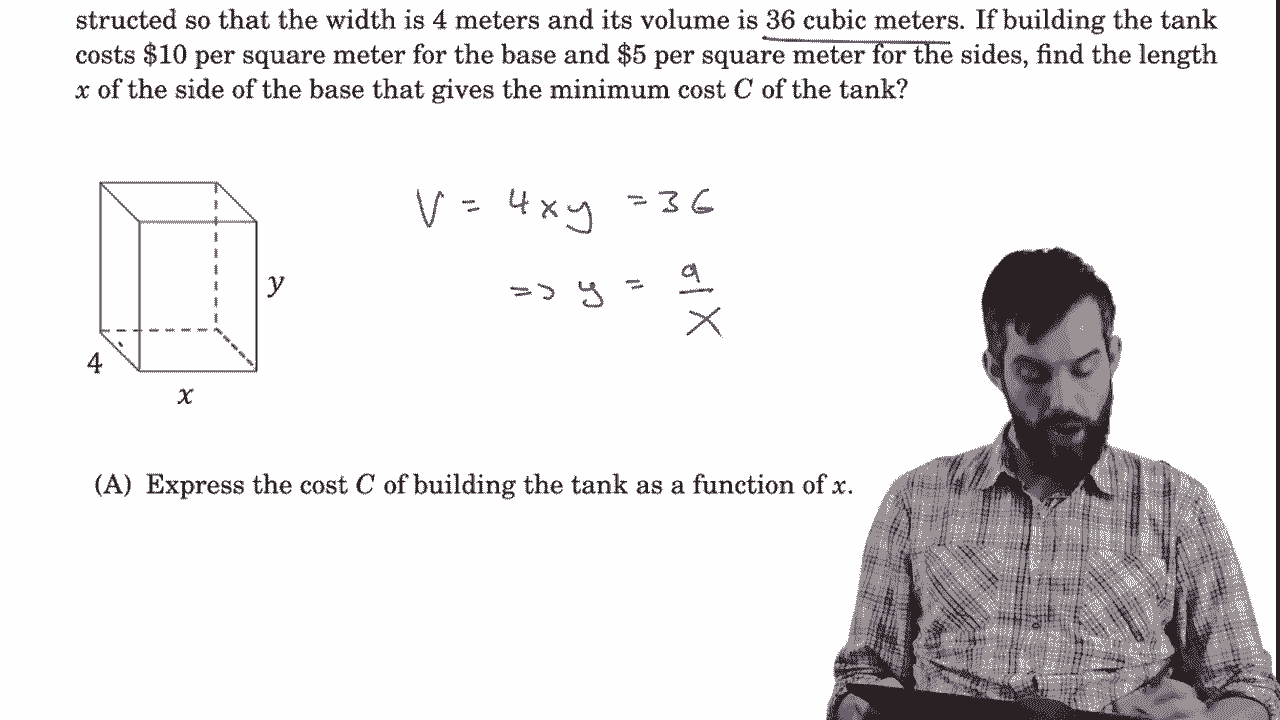 structed so that the width is 4 meters and its volume is 36 cubic meters. If building the tank
costs $10 per square meter for the base and $5 per square meter for the sides, find the length
x of the side of the base that gives the minimum cost C of the tank?
V = 4xy = 36
=> y = 9/x
y
4
x
(A) Express the cost C of building the tank as a function of x.